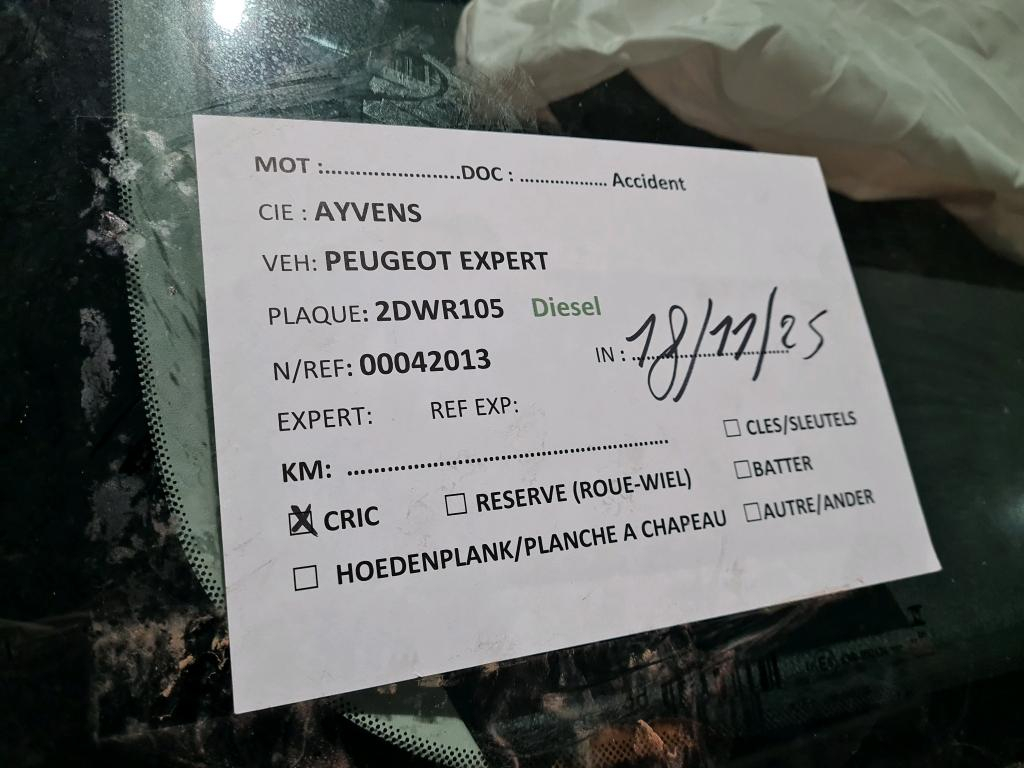 MOT :.......................DOC : ................. Accident
CIE : AYVENS
VEH: PEUGEOT EXPERT
PLAQUE: 2DWR105 Diesel
N/REF: 00042013 IN : 18/11/25
EXPERT: REF EXP:
KM: ................................................
☐ CLES/SLEUTELS
☒ CRIC ☐ RESERVE (ROUE-WIEL) ☐BATTER
☐ HOEDENPLANK/PLANCHE A CHAPEAU ☐AUTRE/ANDER